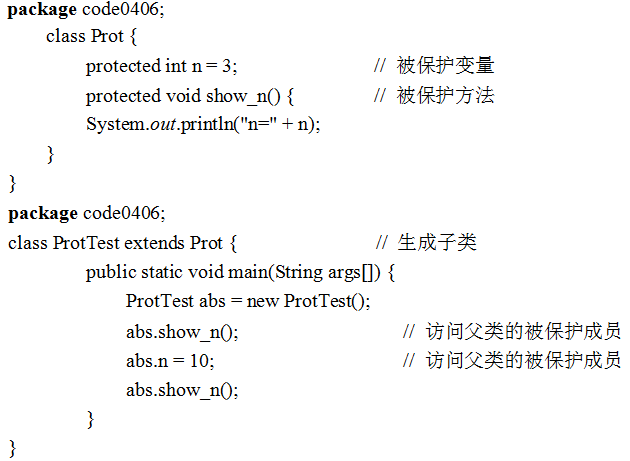 package code0406;
class Prot {
protected int n = 3; // 被保护变量
protected void show_n() { // 被保护方法
System.out.println("n=" + n);
}
}
package code0406;
class ProtTest extends Prot { // 生成子类
public static void main(String args[]) {
ProtTest abs = new ProtTest();
abs.show_n(); // 访问父类的被保护成员
abs.n = 10; // 访问父类的被保护成员
abs.show_n();
}
}